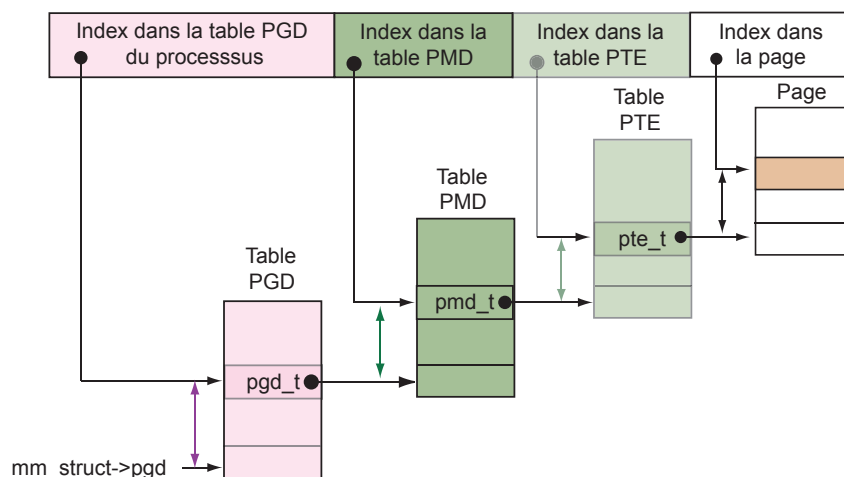 Index dans la table PGD
du processsus
Index dans la
table PMD
Index dans la
table PTE
Index dans
la page
Table
PTE
Page
Table
PMD
pte_t
Table
PGD
pmd_t
pgd_t
mm_struct->pgd